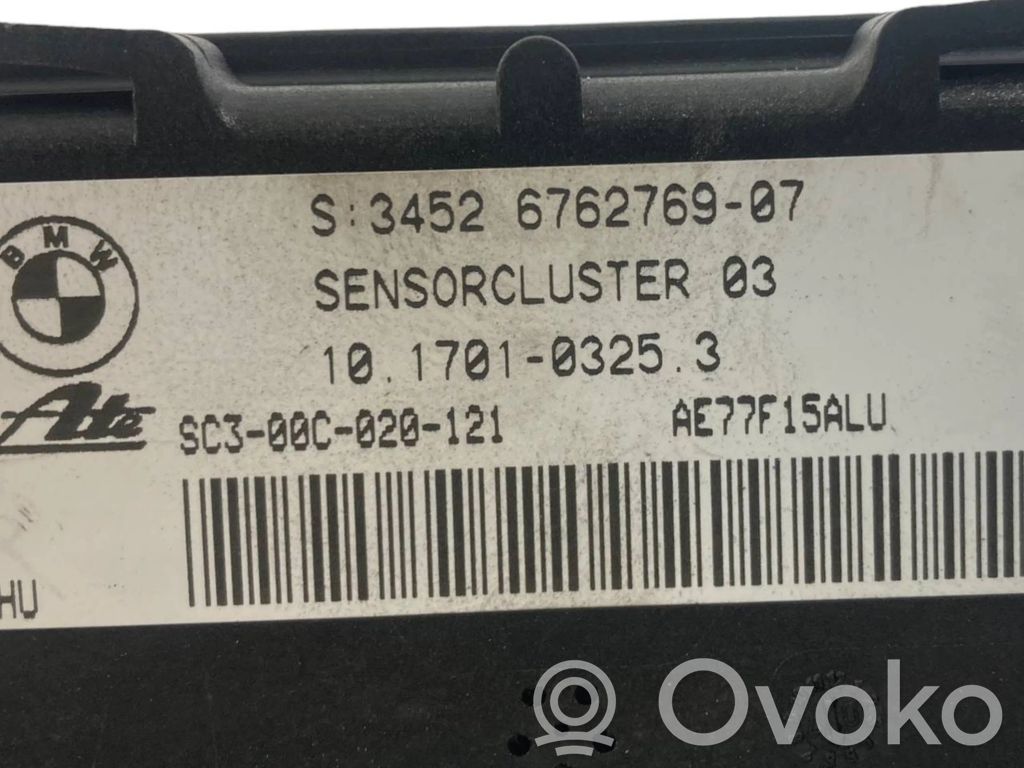 S:3452 6762769-07
BMW
SENSORCLUSTER 03
10.1701-0325.3
Ate
SC3-00C-020-121 AE77F15ALU
HU
Ovoko